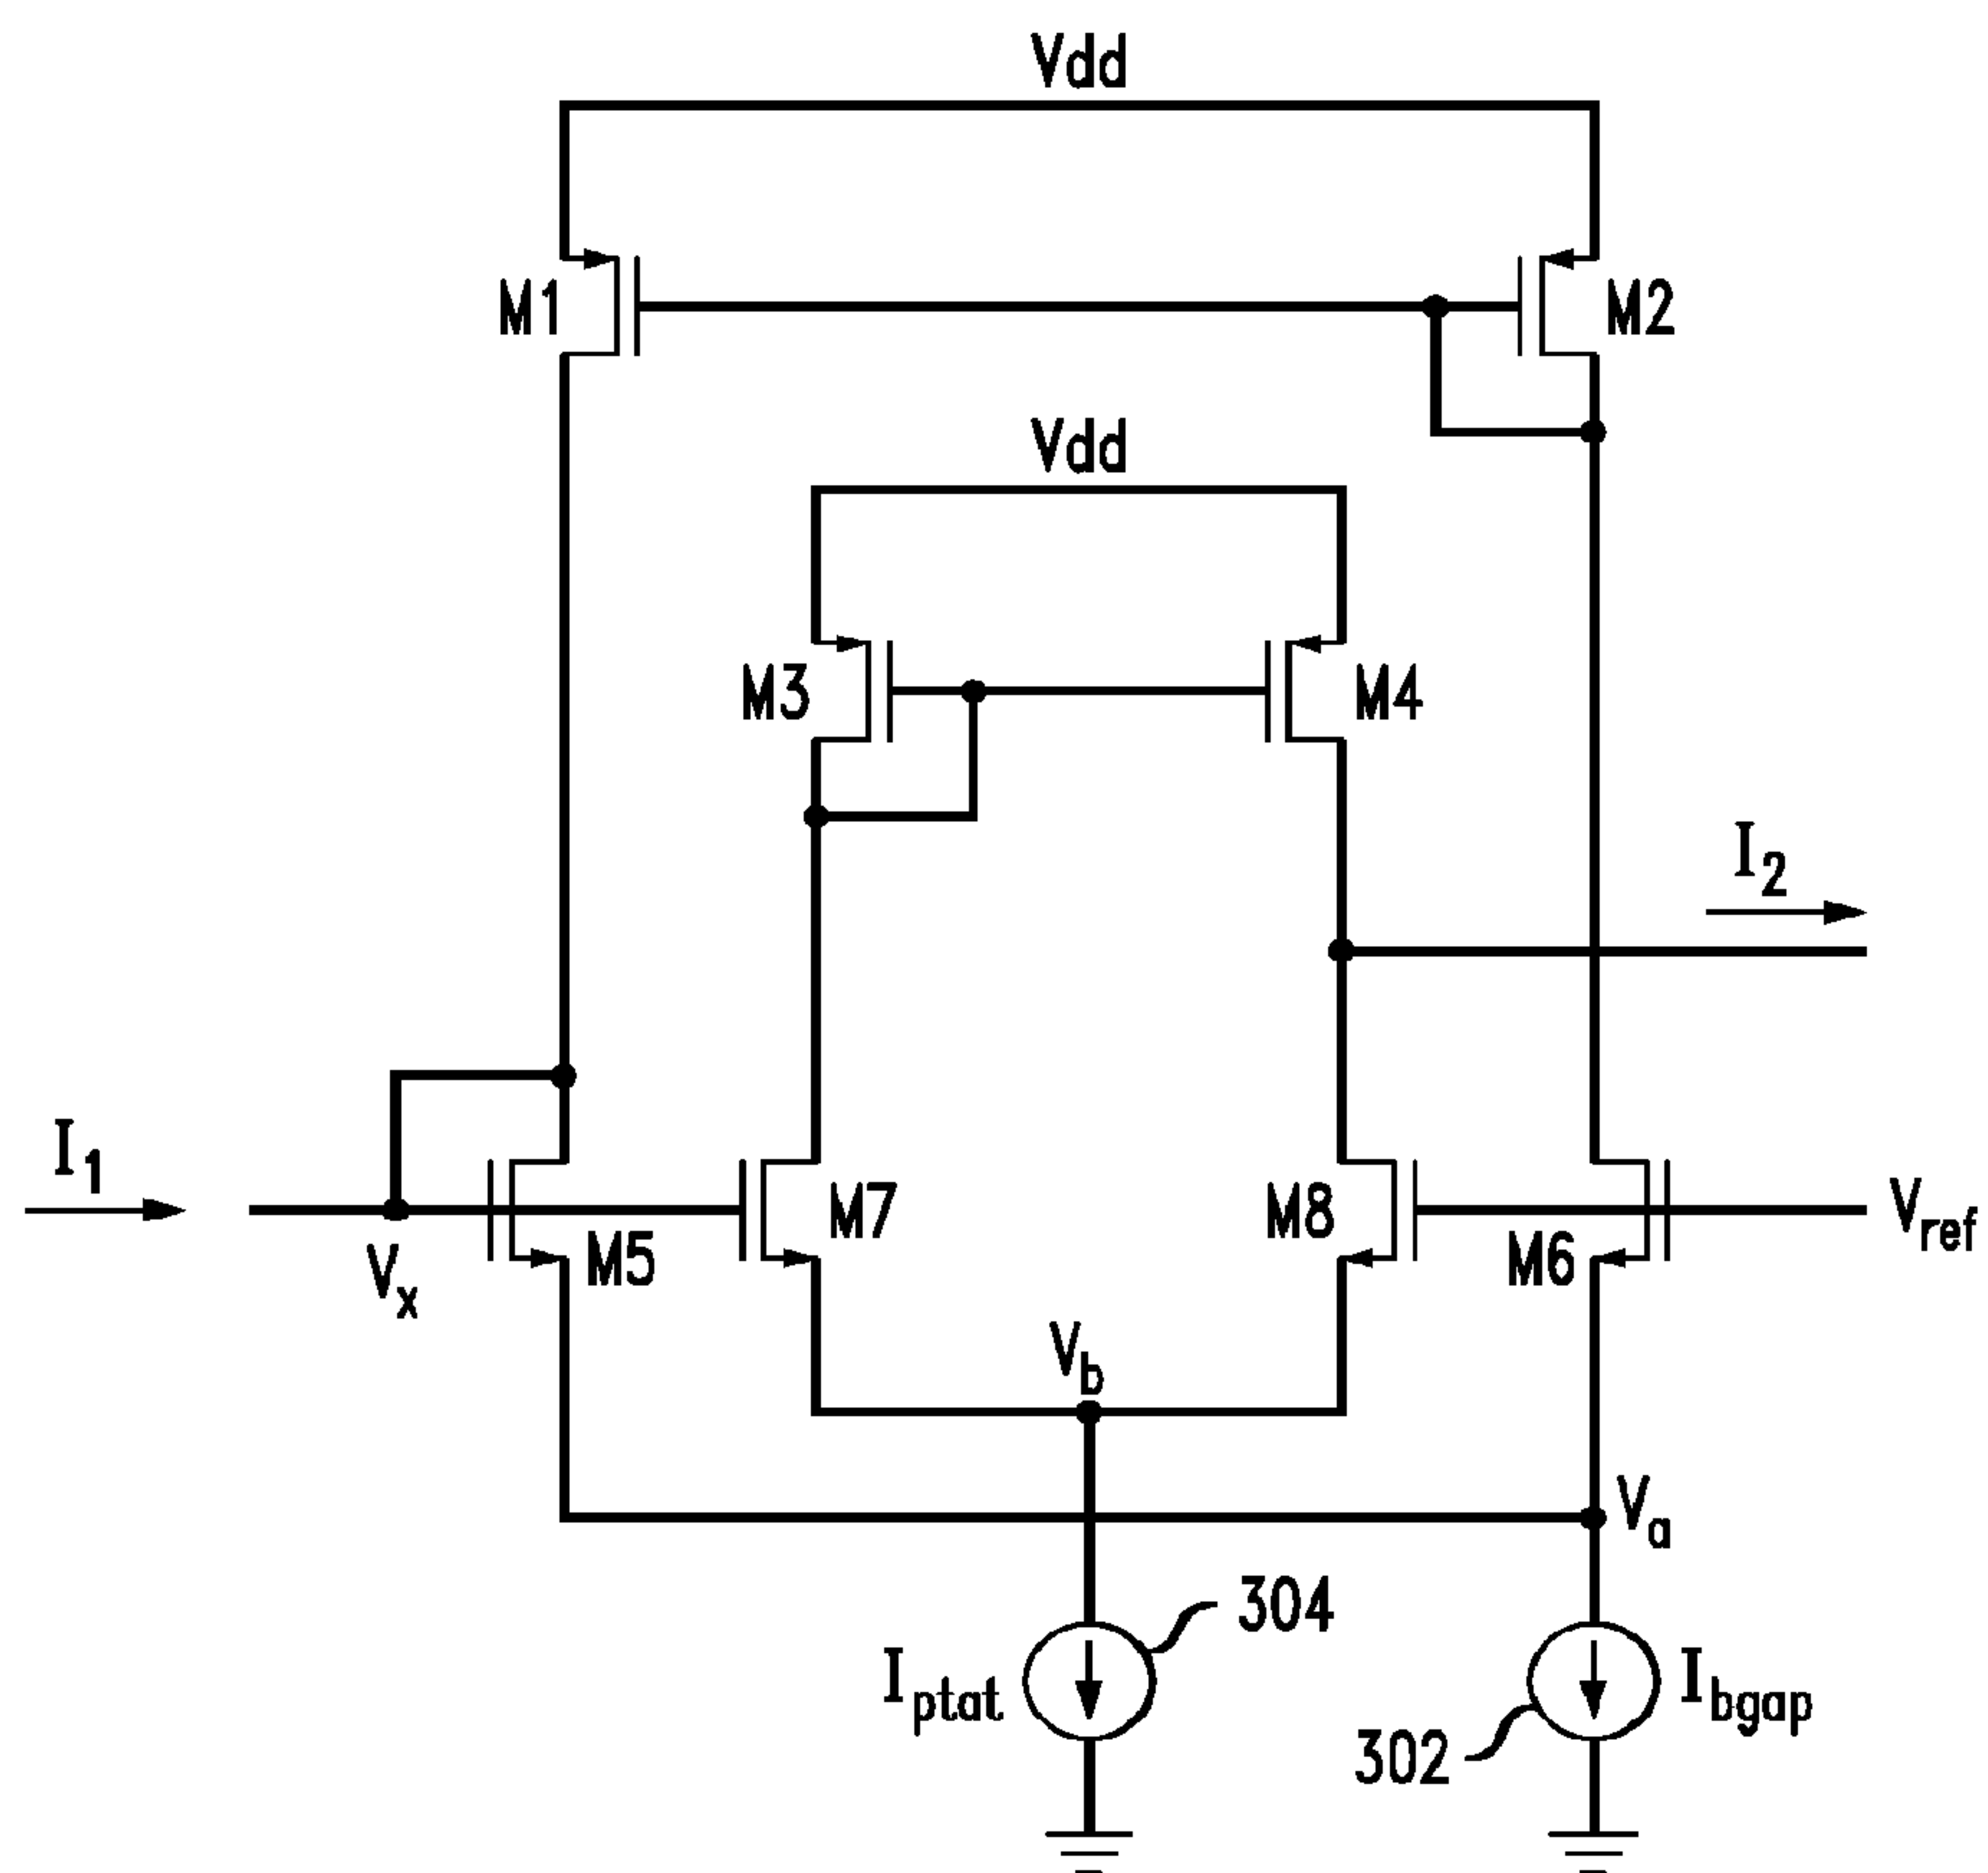 Vdd
M1
M2
Vdd
M3
M4
I2
I1
Vx
M5
M7
M8
M6
Vref
Vb
Va
304
Iptat
Ibgap
302